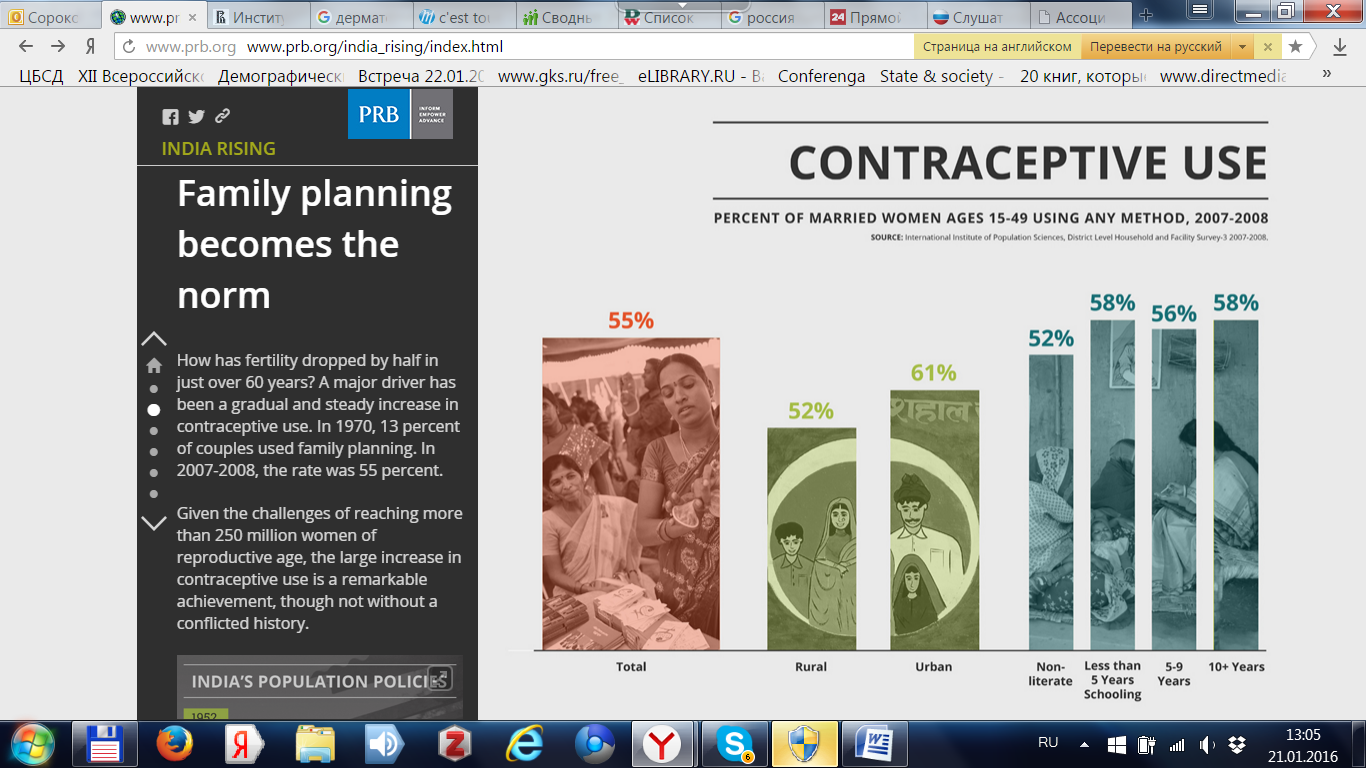 Сорокo
www.pr
Институ
дермат
c'est tou
Сводны
Список
россия
Прямой
Слушат
Ассоци
www.prb.org www.prb.org/india_rising/index.html
Страница на английском
Перевести на русский
ЦБСД
XII Всероссийско
Демографическ
Встреча 22.01.20
www.gks.ru/free_
eLIBRARY.RU - Ba
Conferenga
State & society -
20 книг, которы
www.directmedia
»
PRB
INFORM
EMPOWER
ADVANCE
INDIA RISING
Family planning
becomes the
norm
How has fertility dropped by half in
just over 60 years? A major driver has
been a gradual and steady increase in
contraceptive use. In 1970, 13 percent
of couples used family planning. In
2007-2008, the rate was 55 percent.
Given the challenges of reaching more
than 250 million women of
reproductive age, the large increase in
contraceptive use is a remarkable
achievement, though not without a
conflicted history.
INDIA'S POPULATION POLICIES
1952
CONTRACEPTIVE USE
PERCENT OF MARRIED WOMEN AGES 15-49 USING ANY METHOD, 2007-2008
SOURCE: International Institute of Population Sciences, District Level Household and Facility Survey-3 2007-2008.
55%
52%
61%
52%
58%
56%
58%
शहाल
Total
Rural
Urban
Non-
literate
Less than
5 Years
Schooling
5-9
Years
10+ Years
RU
13:05
21.01.2016